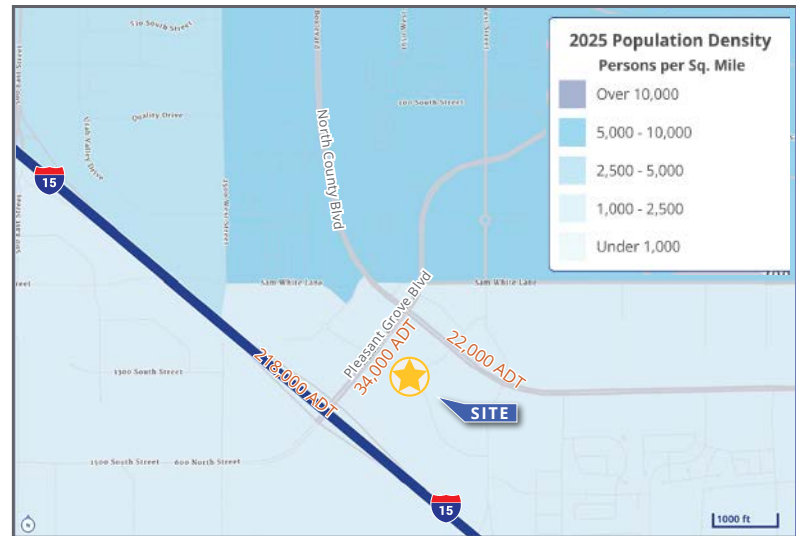 2025 Population Density
Persons per Sq. Mile
Over 10,000
5,000 - 10,000
2,500 - 5,000
1,000 - 2,500
Under 1,000
Quality Drive
Utah Valley Drive
100 South Street
North County Blvd
15
Sam White Lane
Sam White Lane
Pleasant Grove Blvd
34,000 ADT
22,000 ADT
218,000 ADT
1300 South Street
SITE
1500 South Street
600 North Street
15
1000 ft